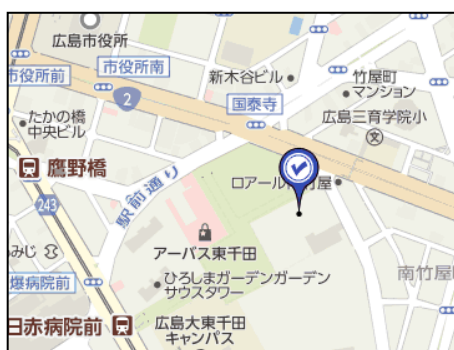 広島市役所
市役所前
市役所南
新木谷ビル
竹屋町
マンション
2
国泰寺
たかの橋
中央ビル
広島三育学院小
文
鷹野橋
ロアール
竹屋
駅前通り
243
アーバス東千田
みじ
南竹屋
爆病院前
ひろしまガーデンガーデン
サウスタワー
日赤病院前
広島大東千田
キャンパス